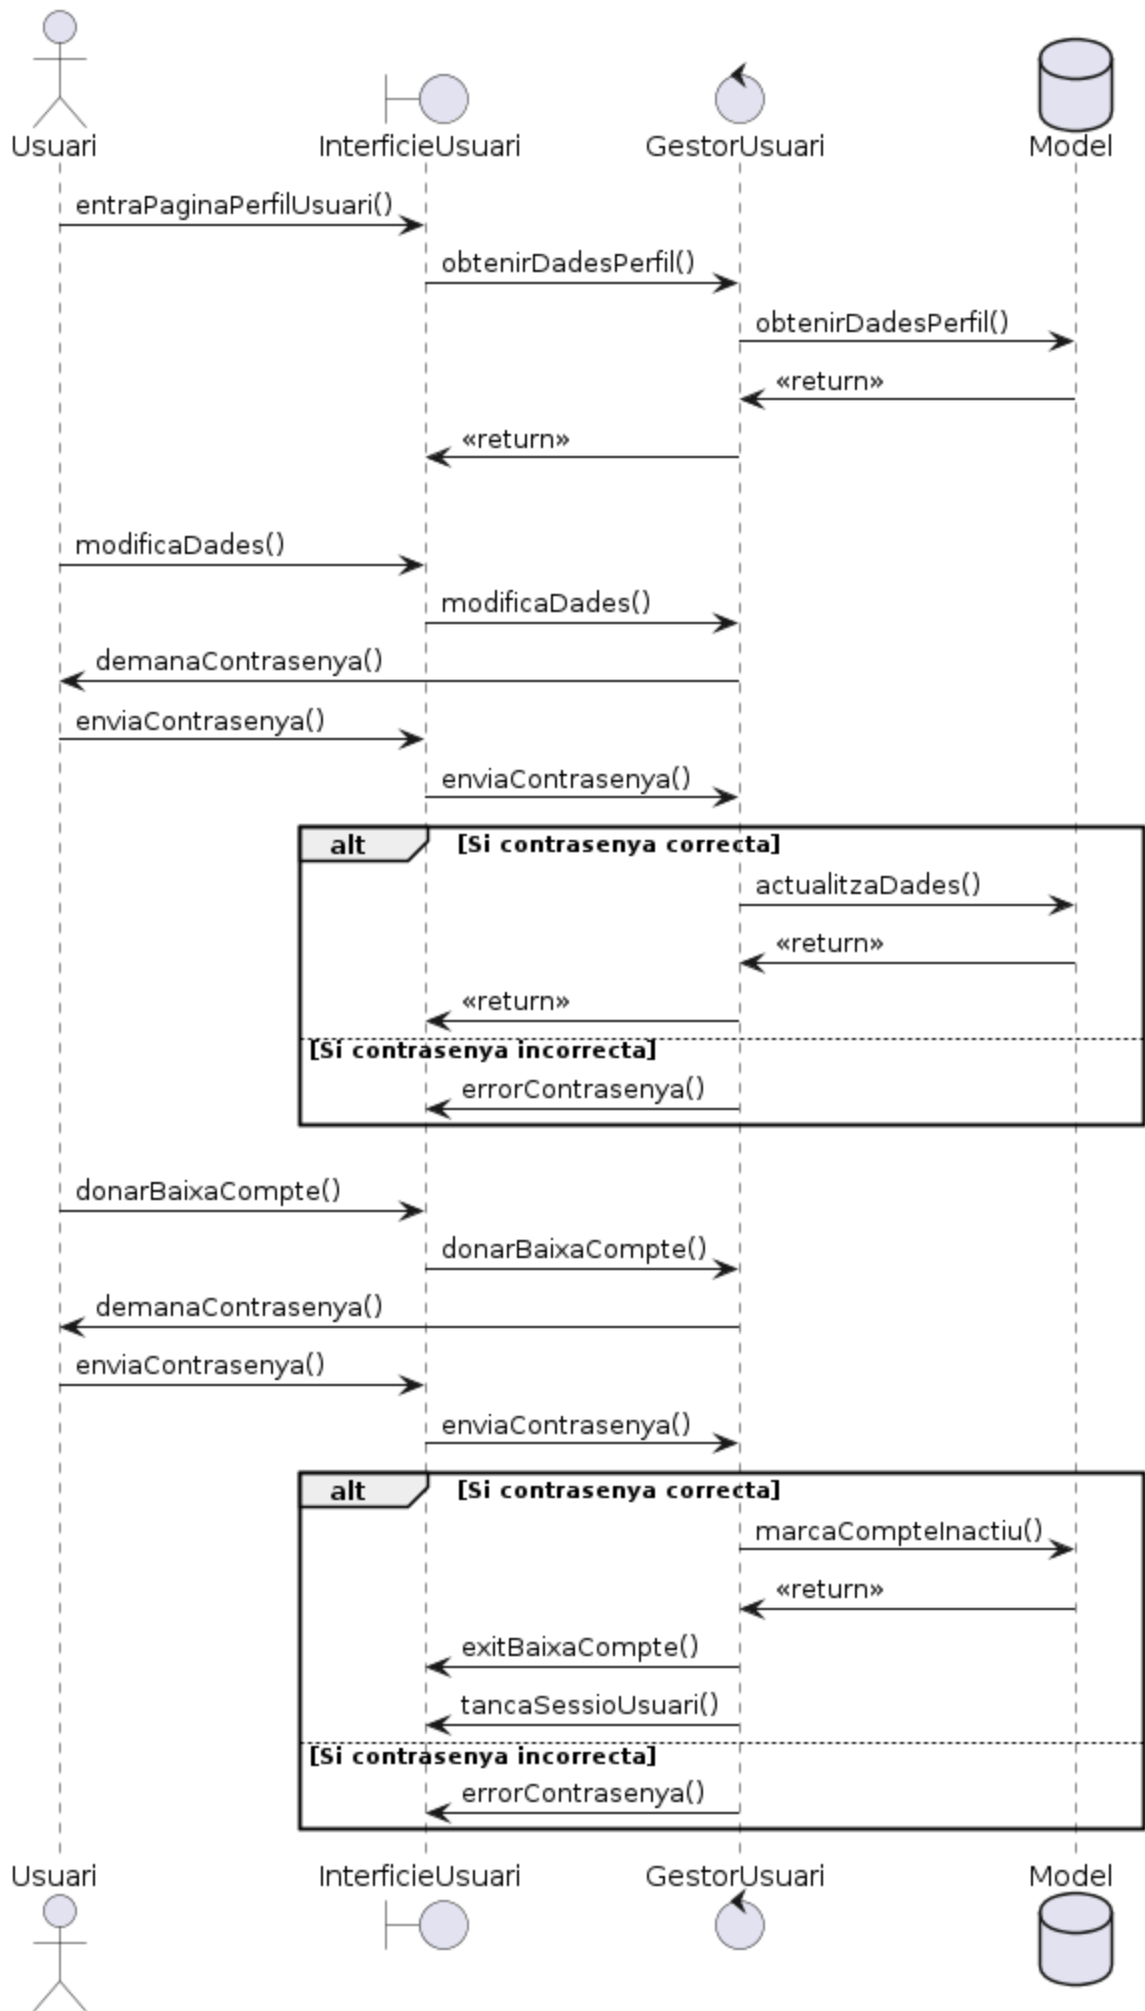 Usuari
InterficieUsuari
GestorUsuari
Model
entraPaginaPerfilUsuari()
obtenirDadesPerfil()
obtenirDadesPerfil()
«return»
«return»
modificaDades()
modificaDades()
demanaContrasenya()
enviaContrasenya()
enviaContrasenya()
alt
[Si contrasenya correcta]
actualitzaDades()
«return»
«return»
[Si contrasenya incorrecta]
errorContrasenya()
donarBaixaCompte()
donarBaixaCompte()
demanaContrasenya()
enviaContrasenya()
enviaContrasenya()
alt
[Si contrasenya correcta]
marcaCompteInactiu()
«return»
exitBaixaCompte()
tancaSessioUsuari()
[Si contrasenya incorrecta]
errorContrasenya()
Usuari
InterficieUsuari
GestorUsuari
Model